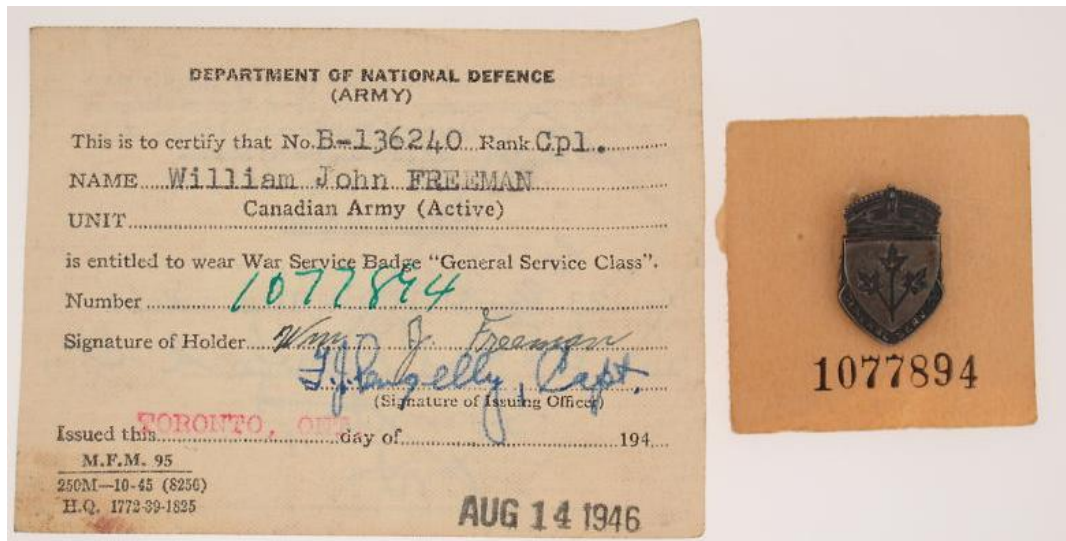 DEPARTMENT OF NATIONAL DEFENCE
(ARMY)
This is to certify that No. B-136240 Rank Cpl.
NAME William John FREEMAN
UNIT Canadian Army (Active)
is entitled to wear War Service Badge “General Service Class”.
Number 1077894
Signature of Holder Wm. J. Freeman
F.J. Pengelly, Capt.
(Signature of Issuing Officer)
Issued this TORONTO, ONT day of 194
M.F.M. 95
250M—10-45 (8256)
H.Q. 1772-39-1825
AUG 14 1946
1077894